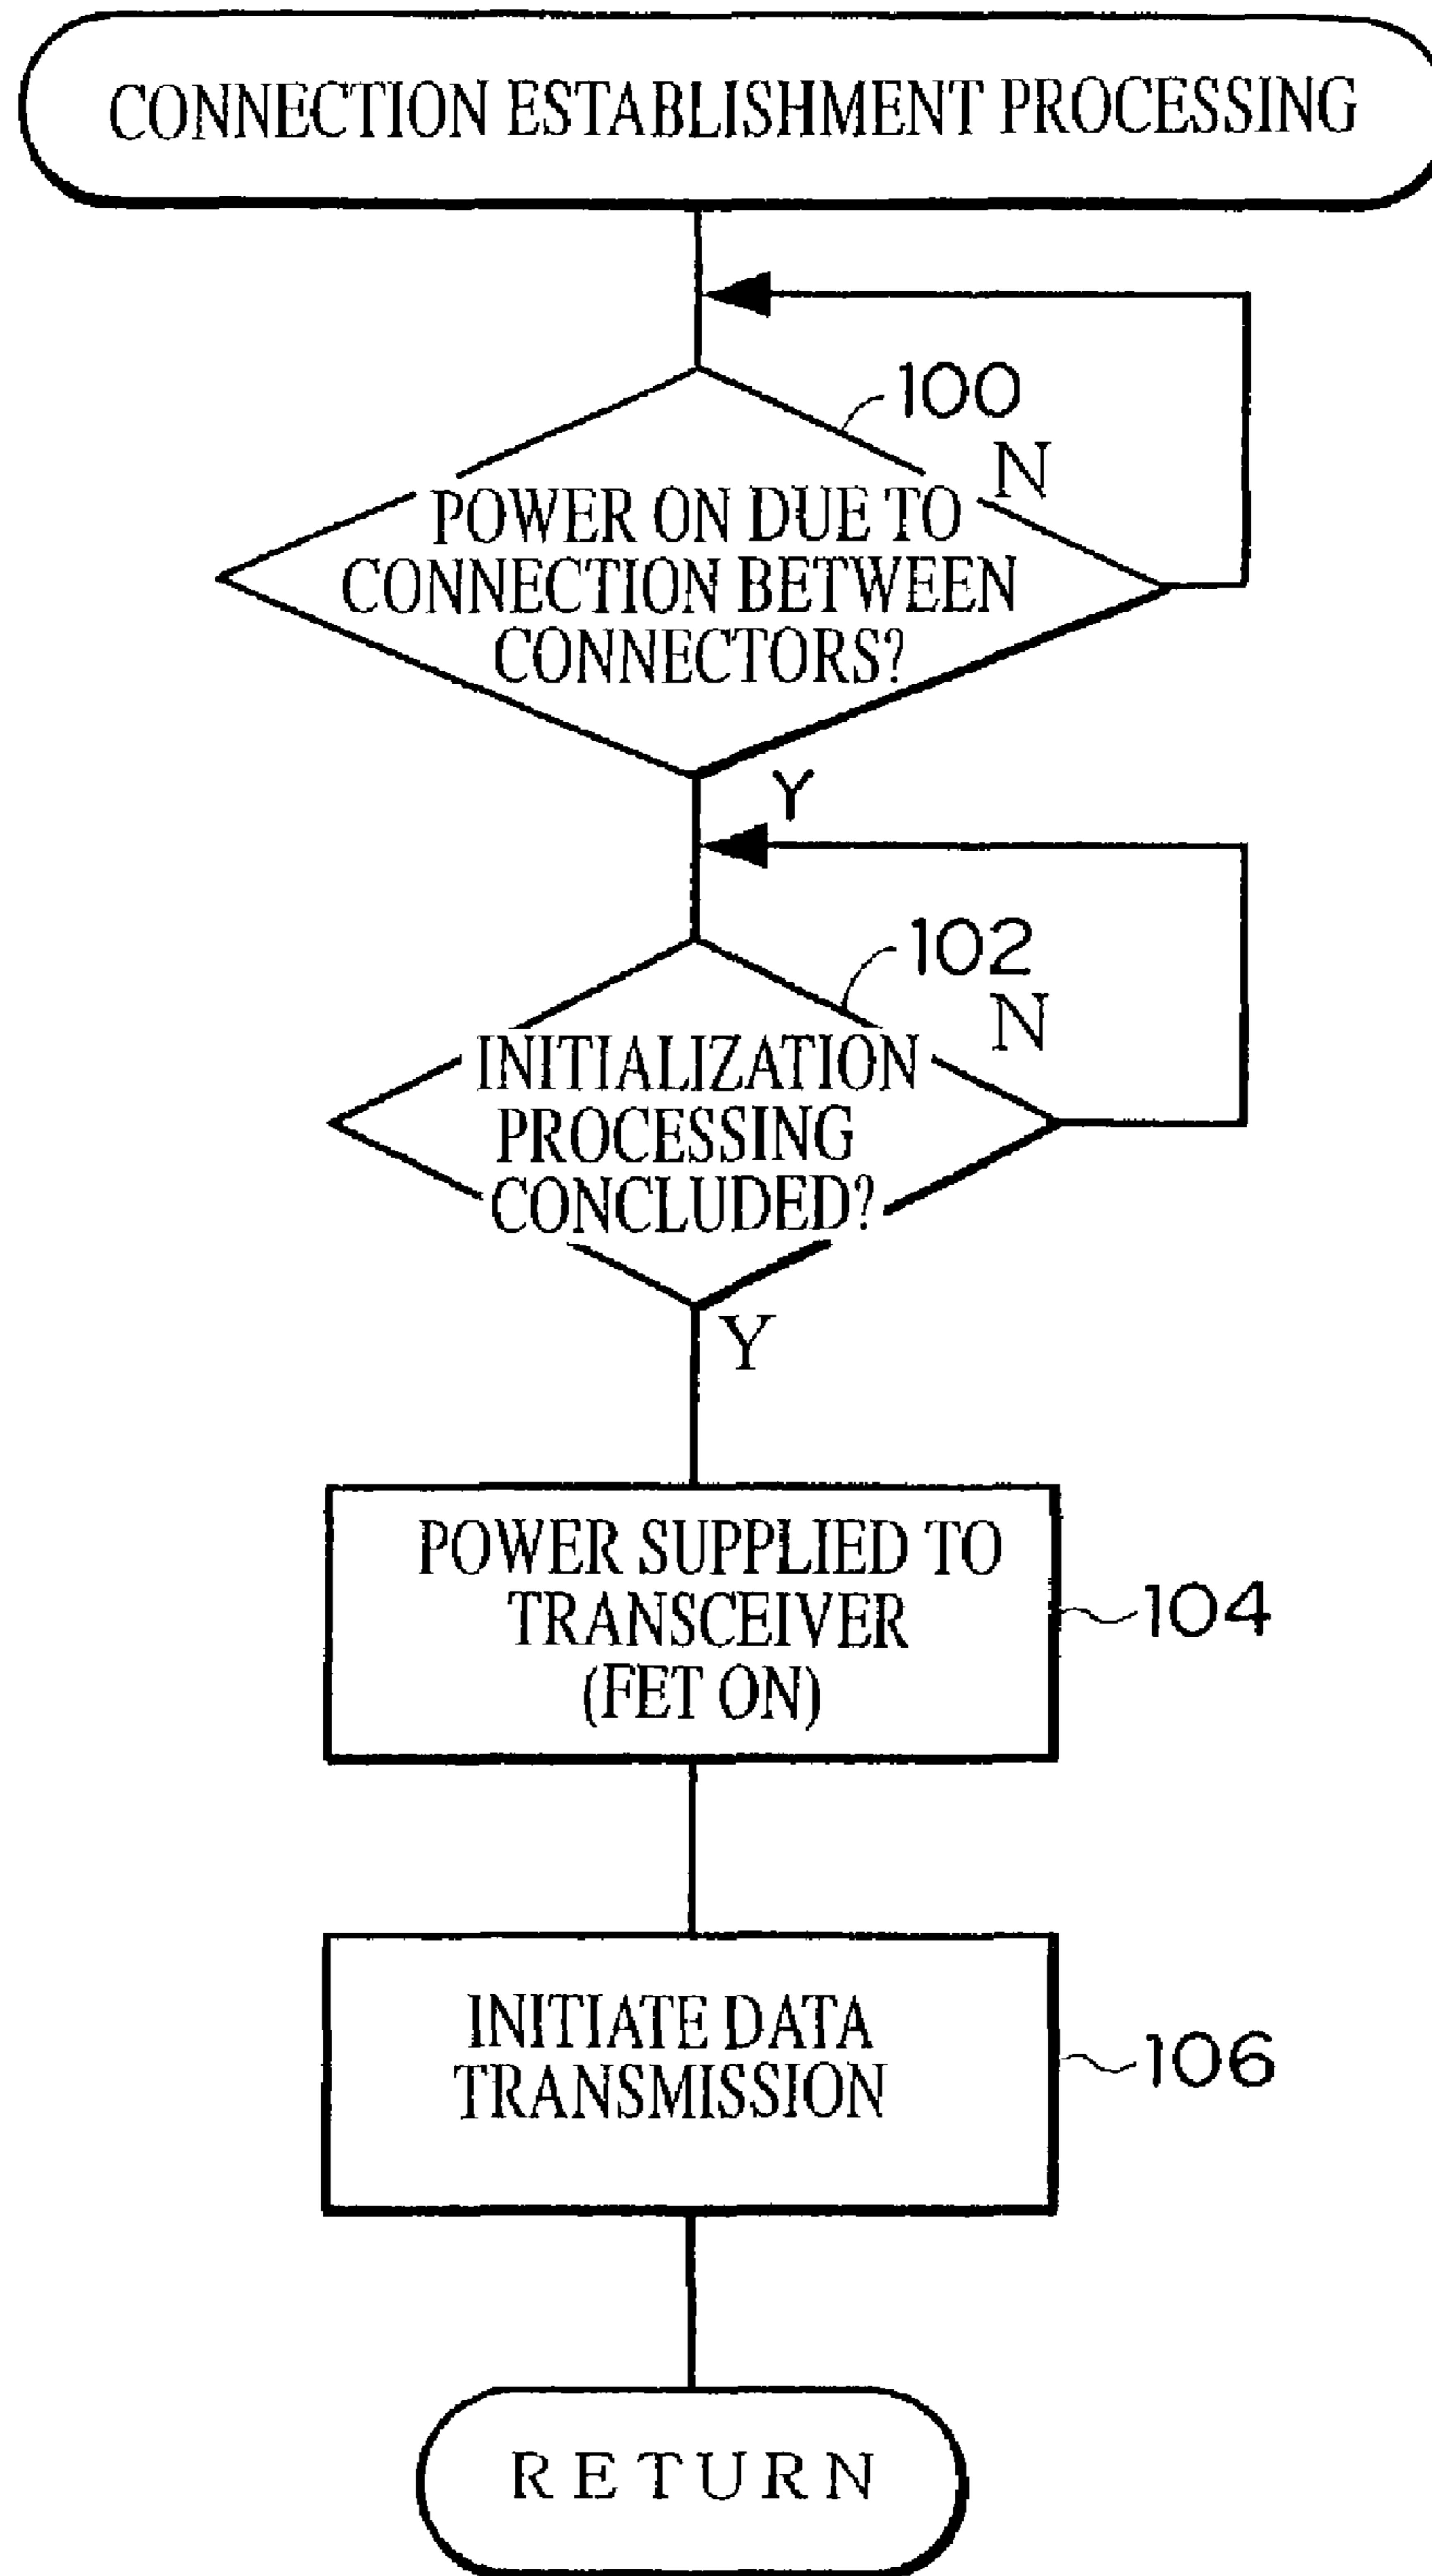 CONNECTION ESTABLISHMENT PROCESSING
100
N
POWER ON DUE TO
CONNECTION BETWEEN
CONNECTORS?
Y
102
N
INITIALIZATION
PROCESSING
CONCLUDED?
Y
POWER SUPPLIED TO
TRANSCEIVER
(FET ON)
104
INITIATE DATA
TRANSMISSION
106
RETURN